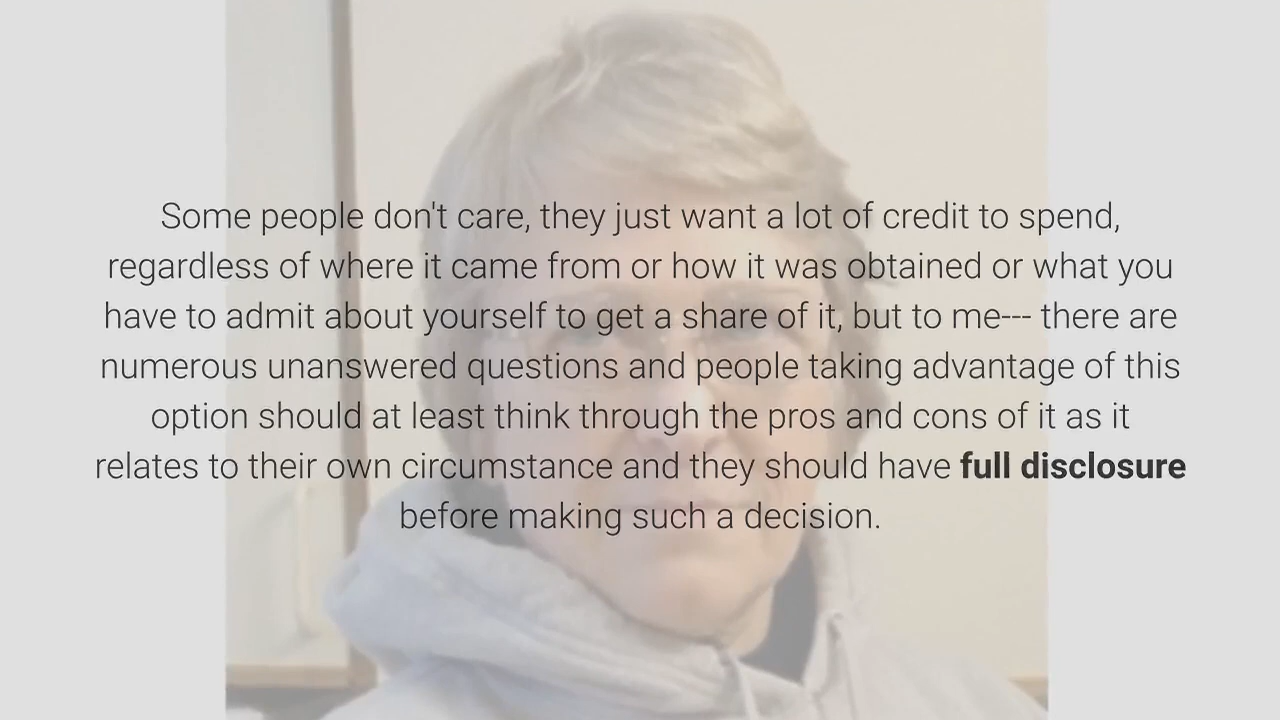 Some people don't care, they just want a lot of credit to spend,
regardless of where it came from or how it was obtained or what you
have to admit about yourself to get a share of it, but to me--- there are
numerous unanswered questions and people taking advantage of this
option should at least think through the pros and cons of it as it
relates to their own circumstance and they should have full disclosure
before making such a decision.